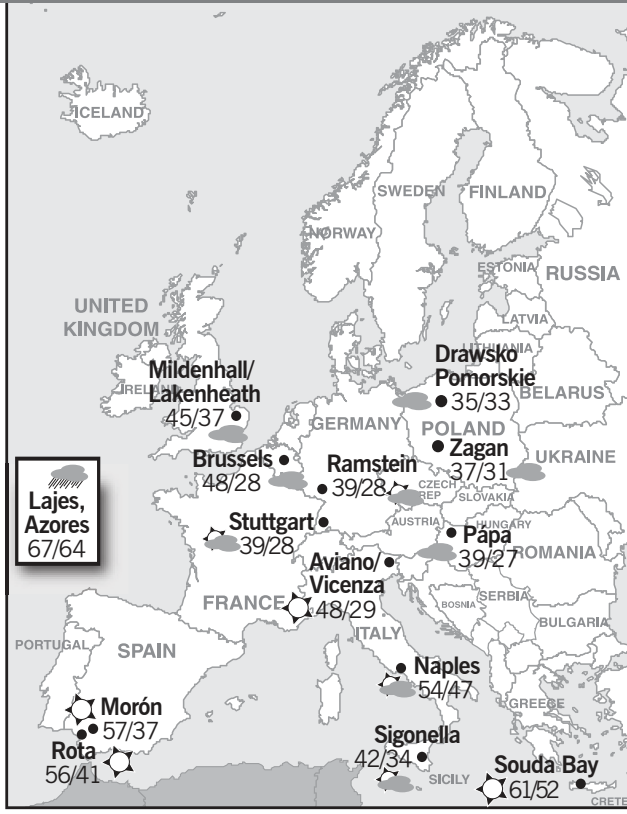 ICELAND
SWEDEN
FINLAND
NORWAY
ESTONIA
RUSSIA
LATVIA
LITHUANIA
UNITED
KINGDOM
IRELAND
Mildenhall/
Lakenheath
45/37
Drawsko
Pomorskie
35/33
BELARUS
GERMANY
POLAND
Zagan
37/31
UKRAINE
Brussels
48/28
Ramstein
39/28
CZECH
REP
SLOVAKIA
Lajes,
Azores
67/64
Stuttgart
39/28
AUSTRIA
HUNGARY
Pápa
39/27
ROMANIA
Aviano/
Vicenza
48/29
FRANCE
BOSNIA
SERBIA
BULGARIA
ITALY
PORTUGAL
SPAIN
Naples
54/47
GREECE
Morón
57/37
Rota
56/41
Sigonella
42/34
SICILY
Souda Bay
61/52
CRETE